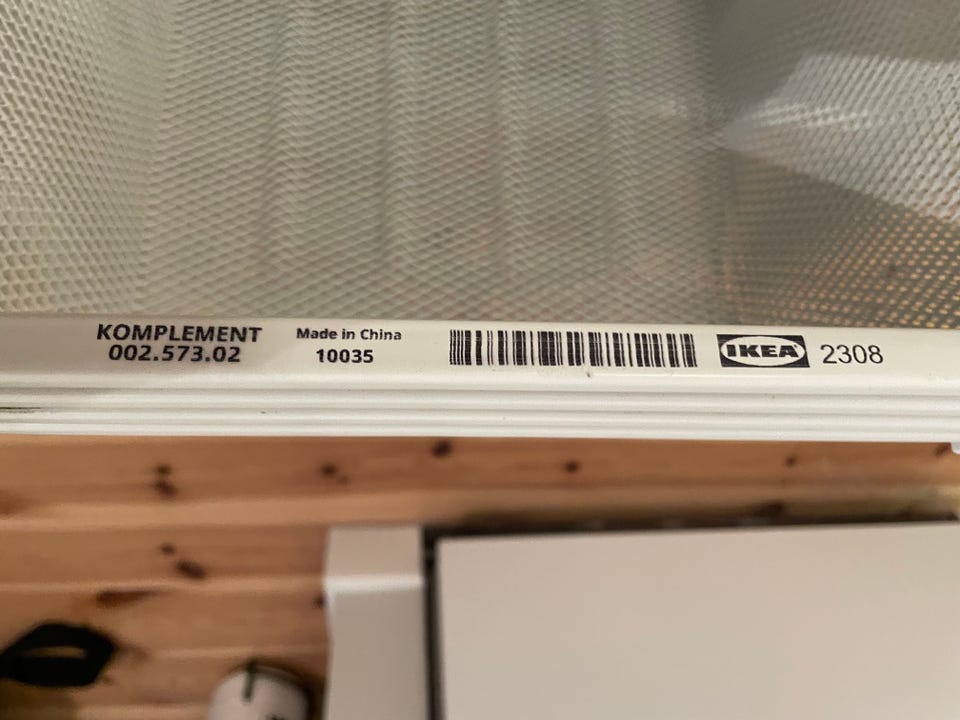 KOMPLEMENT
002.573.02
Made in China
10035
IKEA
2308